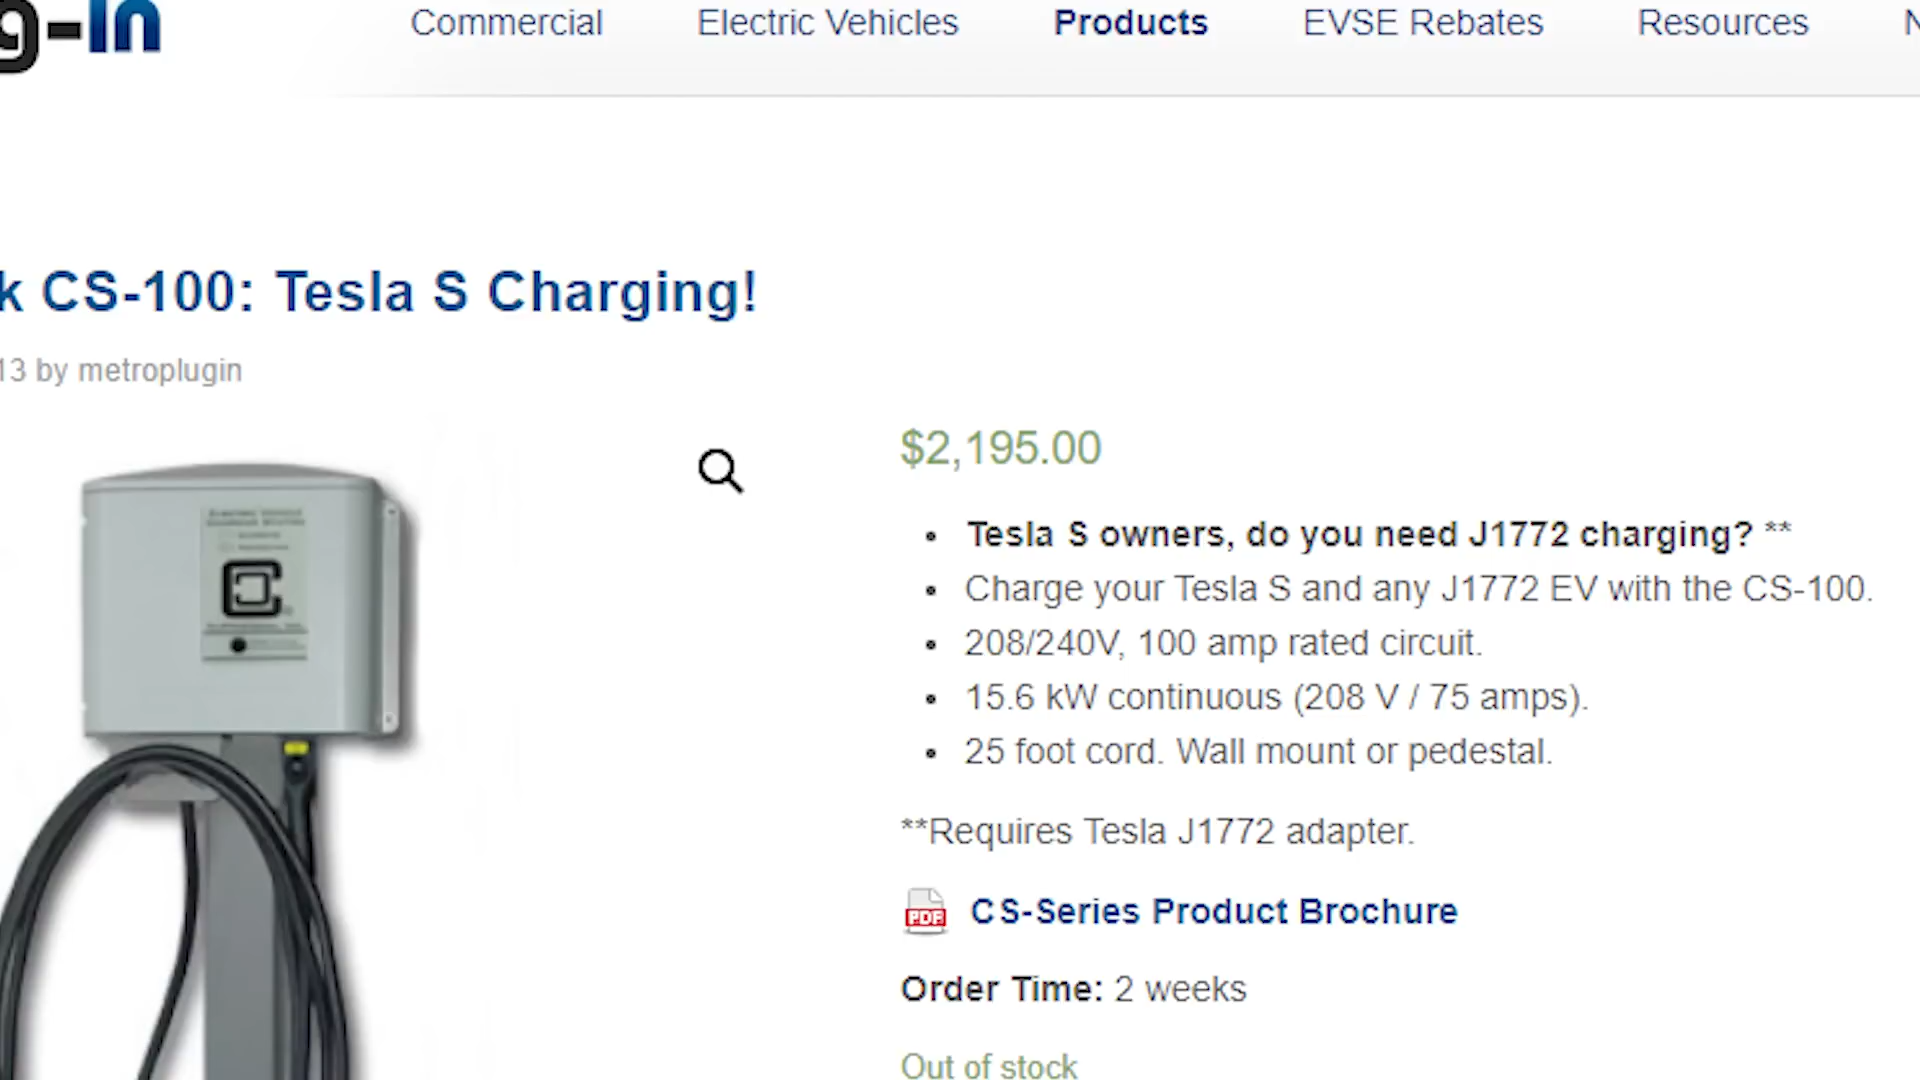 g-In
Commercial Electric Vehicles Products EVSE Rebates Resources N
k CS-100: Tesla S Charging!
13 by metroplugin
$2,195.00
• Tesla S owners, do you need J1772 charging? **
• Charge your Tesla S and any J1772 EV with the CS-100.
• 208/240V, 100 amp rated circuit.
• 15.6 kW continuous (208 V / 75 amps).
• 25 foot cord. Wall mount or pedestal.
**Requires Tesla J1772 adapter.
PDF CS-Series Product Brochure
Order Time: 2 weeks
Out of stock